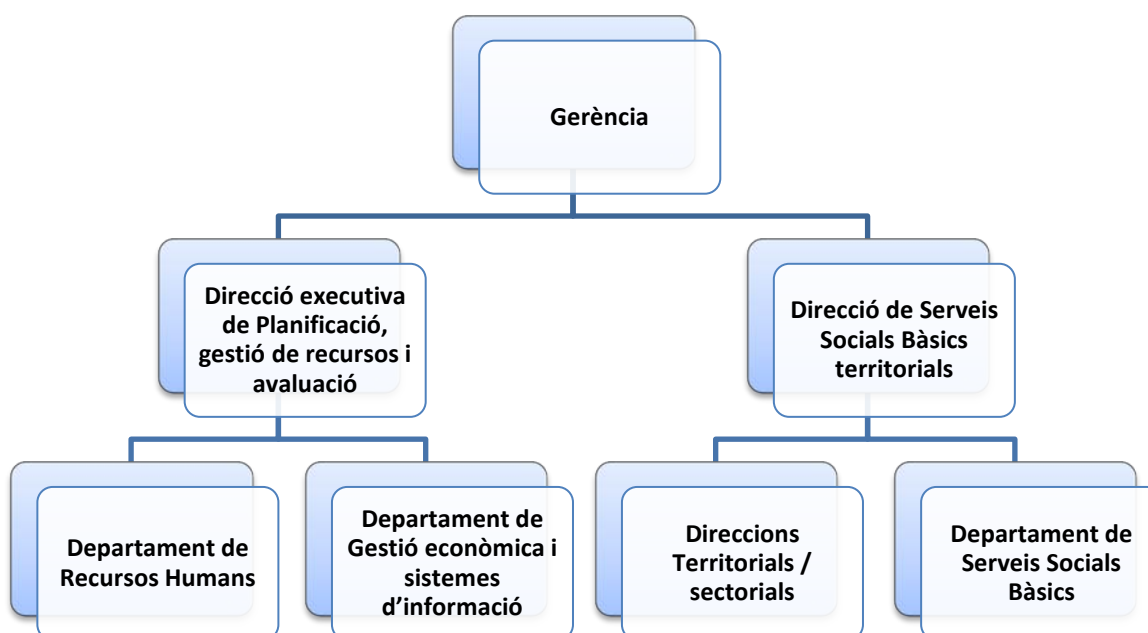 Gerència
Direcció executiva
de Planificació,
gestió de recursos i
avaluació
Direcció de Serveis
Socials Bàsics
territorials
Departament de
Recursos Humans
Departament de
Gestió econòmica i
sistemes
d’informació
Direccions
Territorials /
sectorials
Departament de
Serveis Socials
Bàsics